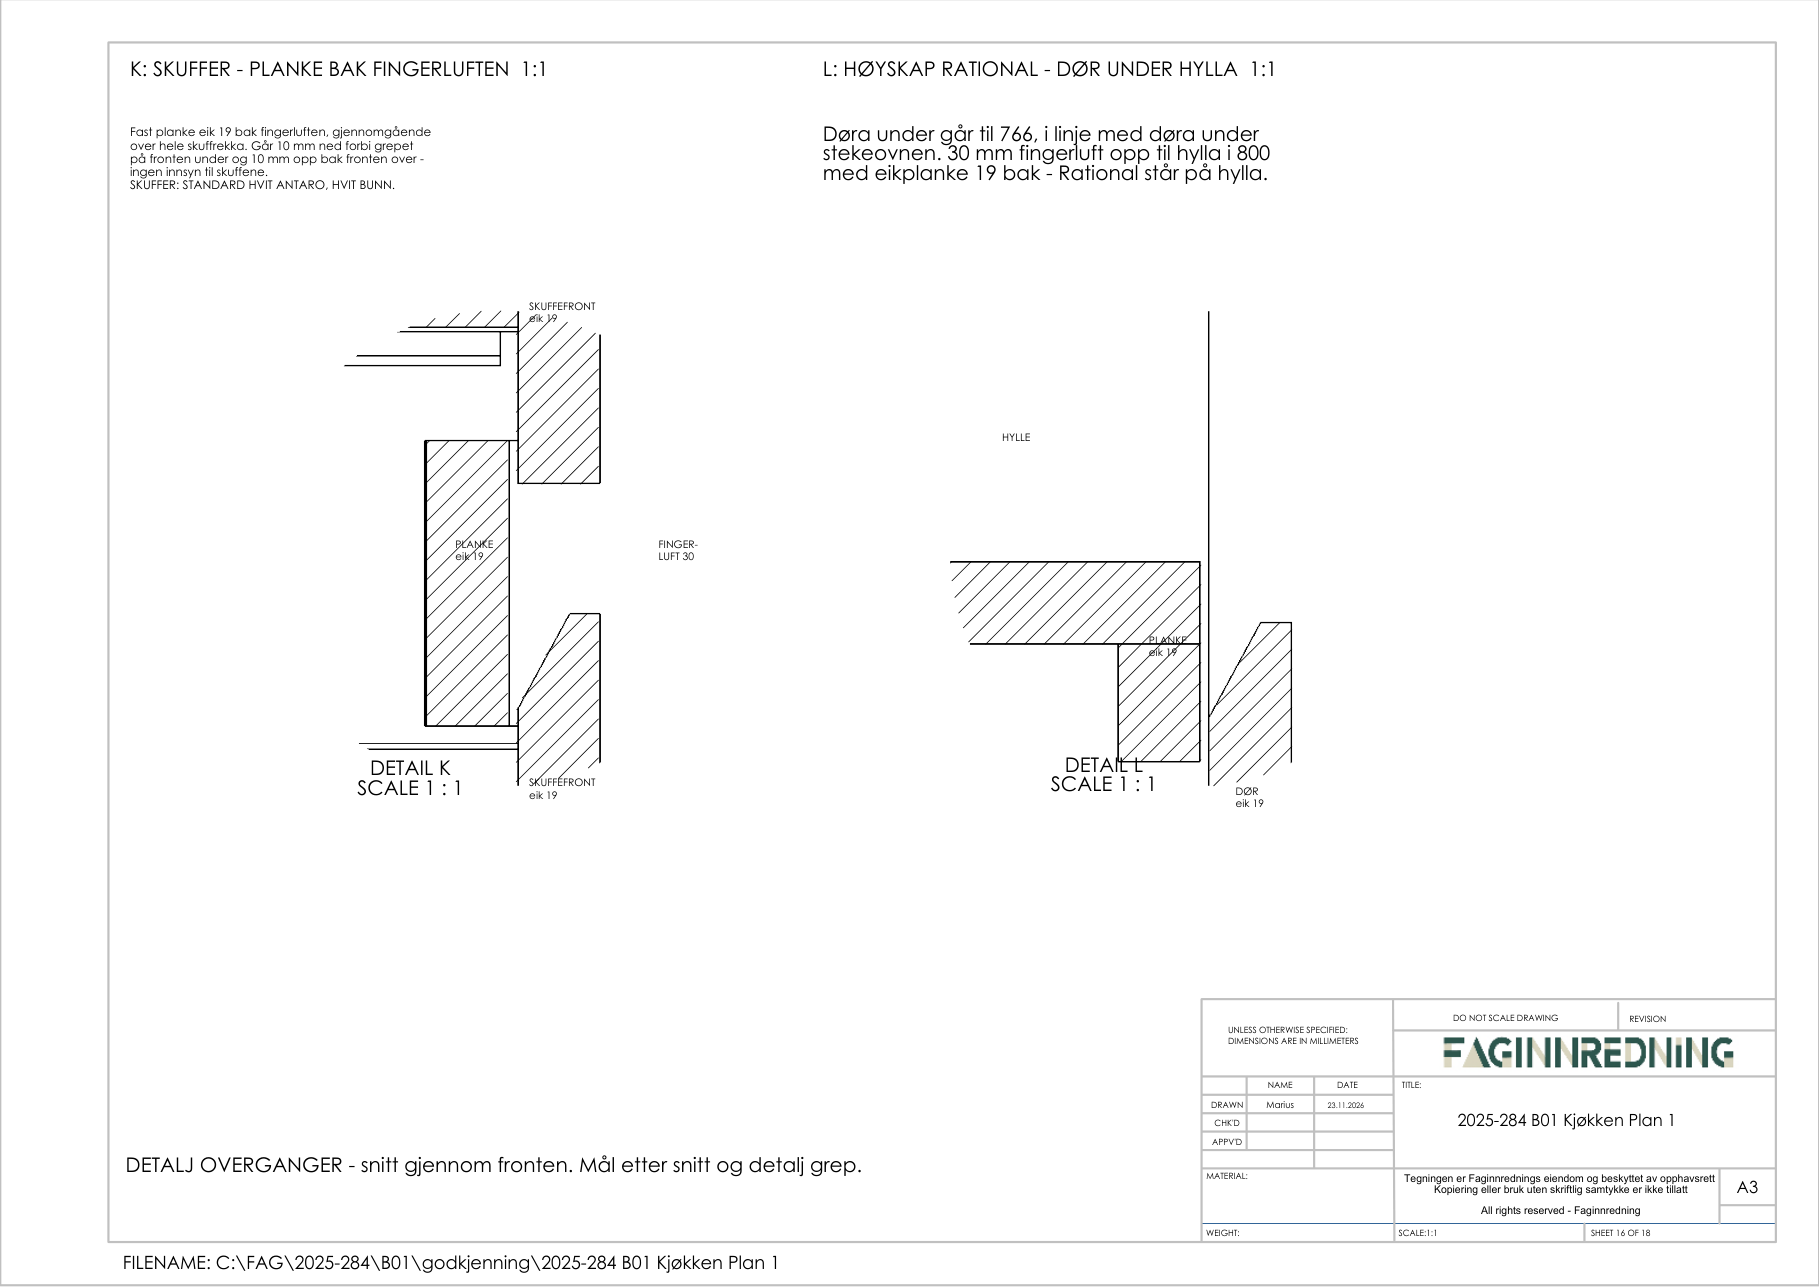 K: SKUFFER - PLANKE BAK FINGERLUFTEN  1:1
Fast planke eik 19 bak fingerluften, gjennomgående
over hele skuffrekka. Går 10 mm ned forbi grepet
på fronten under og 10 mm opp bak fronten over -
ingen innsyn til skuffene.
SKUFFER: STANDARD HVIT ANTARO, HVIT BUNN.
L: HØYSKAP RATIONAL - DØR UNDER HYLLA  1:1
Døra under går til 766, i linje med døra under
stekeovnen. 30 mm fingerluft opp til hylla i 800
med eikplanke 19 bak - Rational står på hylla.
SKUFFEFRONT
eik 19
PLANKE
eik 19
FINGER-
LUFT 30
DETAIL K
SCALE 1 : 1
SKUFFEFRONT
eik 19
HYLLE
PLANKE
eik 19
DETAIL L
SCALE 1 : 1
DØR
eik 19
DETALJ OVERGANGER - snitt gjennom fronten. Mål etter snitt og detalj grep.
UNLESS OTHERWISE SPECIFIED:
DIMENSIONS ARE IN MILLIMETERS
DO NOT SCALE DRAWING
REVISION
FAGINNREDNING
NAME
DATE
DRAWN
Marius
23.11.2026
CHK'D
APPV'D
TITLE:
2025-284 B01 Kjøkken Plan 1
MATERIAL:
Tegningen er Faginnrednings eiendom og beskyttet av opphavsrett
Kopiering eller bruk uten skriftlig samtykke er ikke tillatt
All rights reserved - Faginnredning
A3
WEIGHT:
SCALE:1:1
SHEET 16 OF 18
FILENAME: C:\FAG\2025-284\B01\godkjenning\2025-284 B01 Kjøkken Plan 1